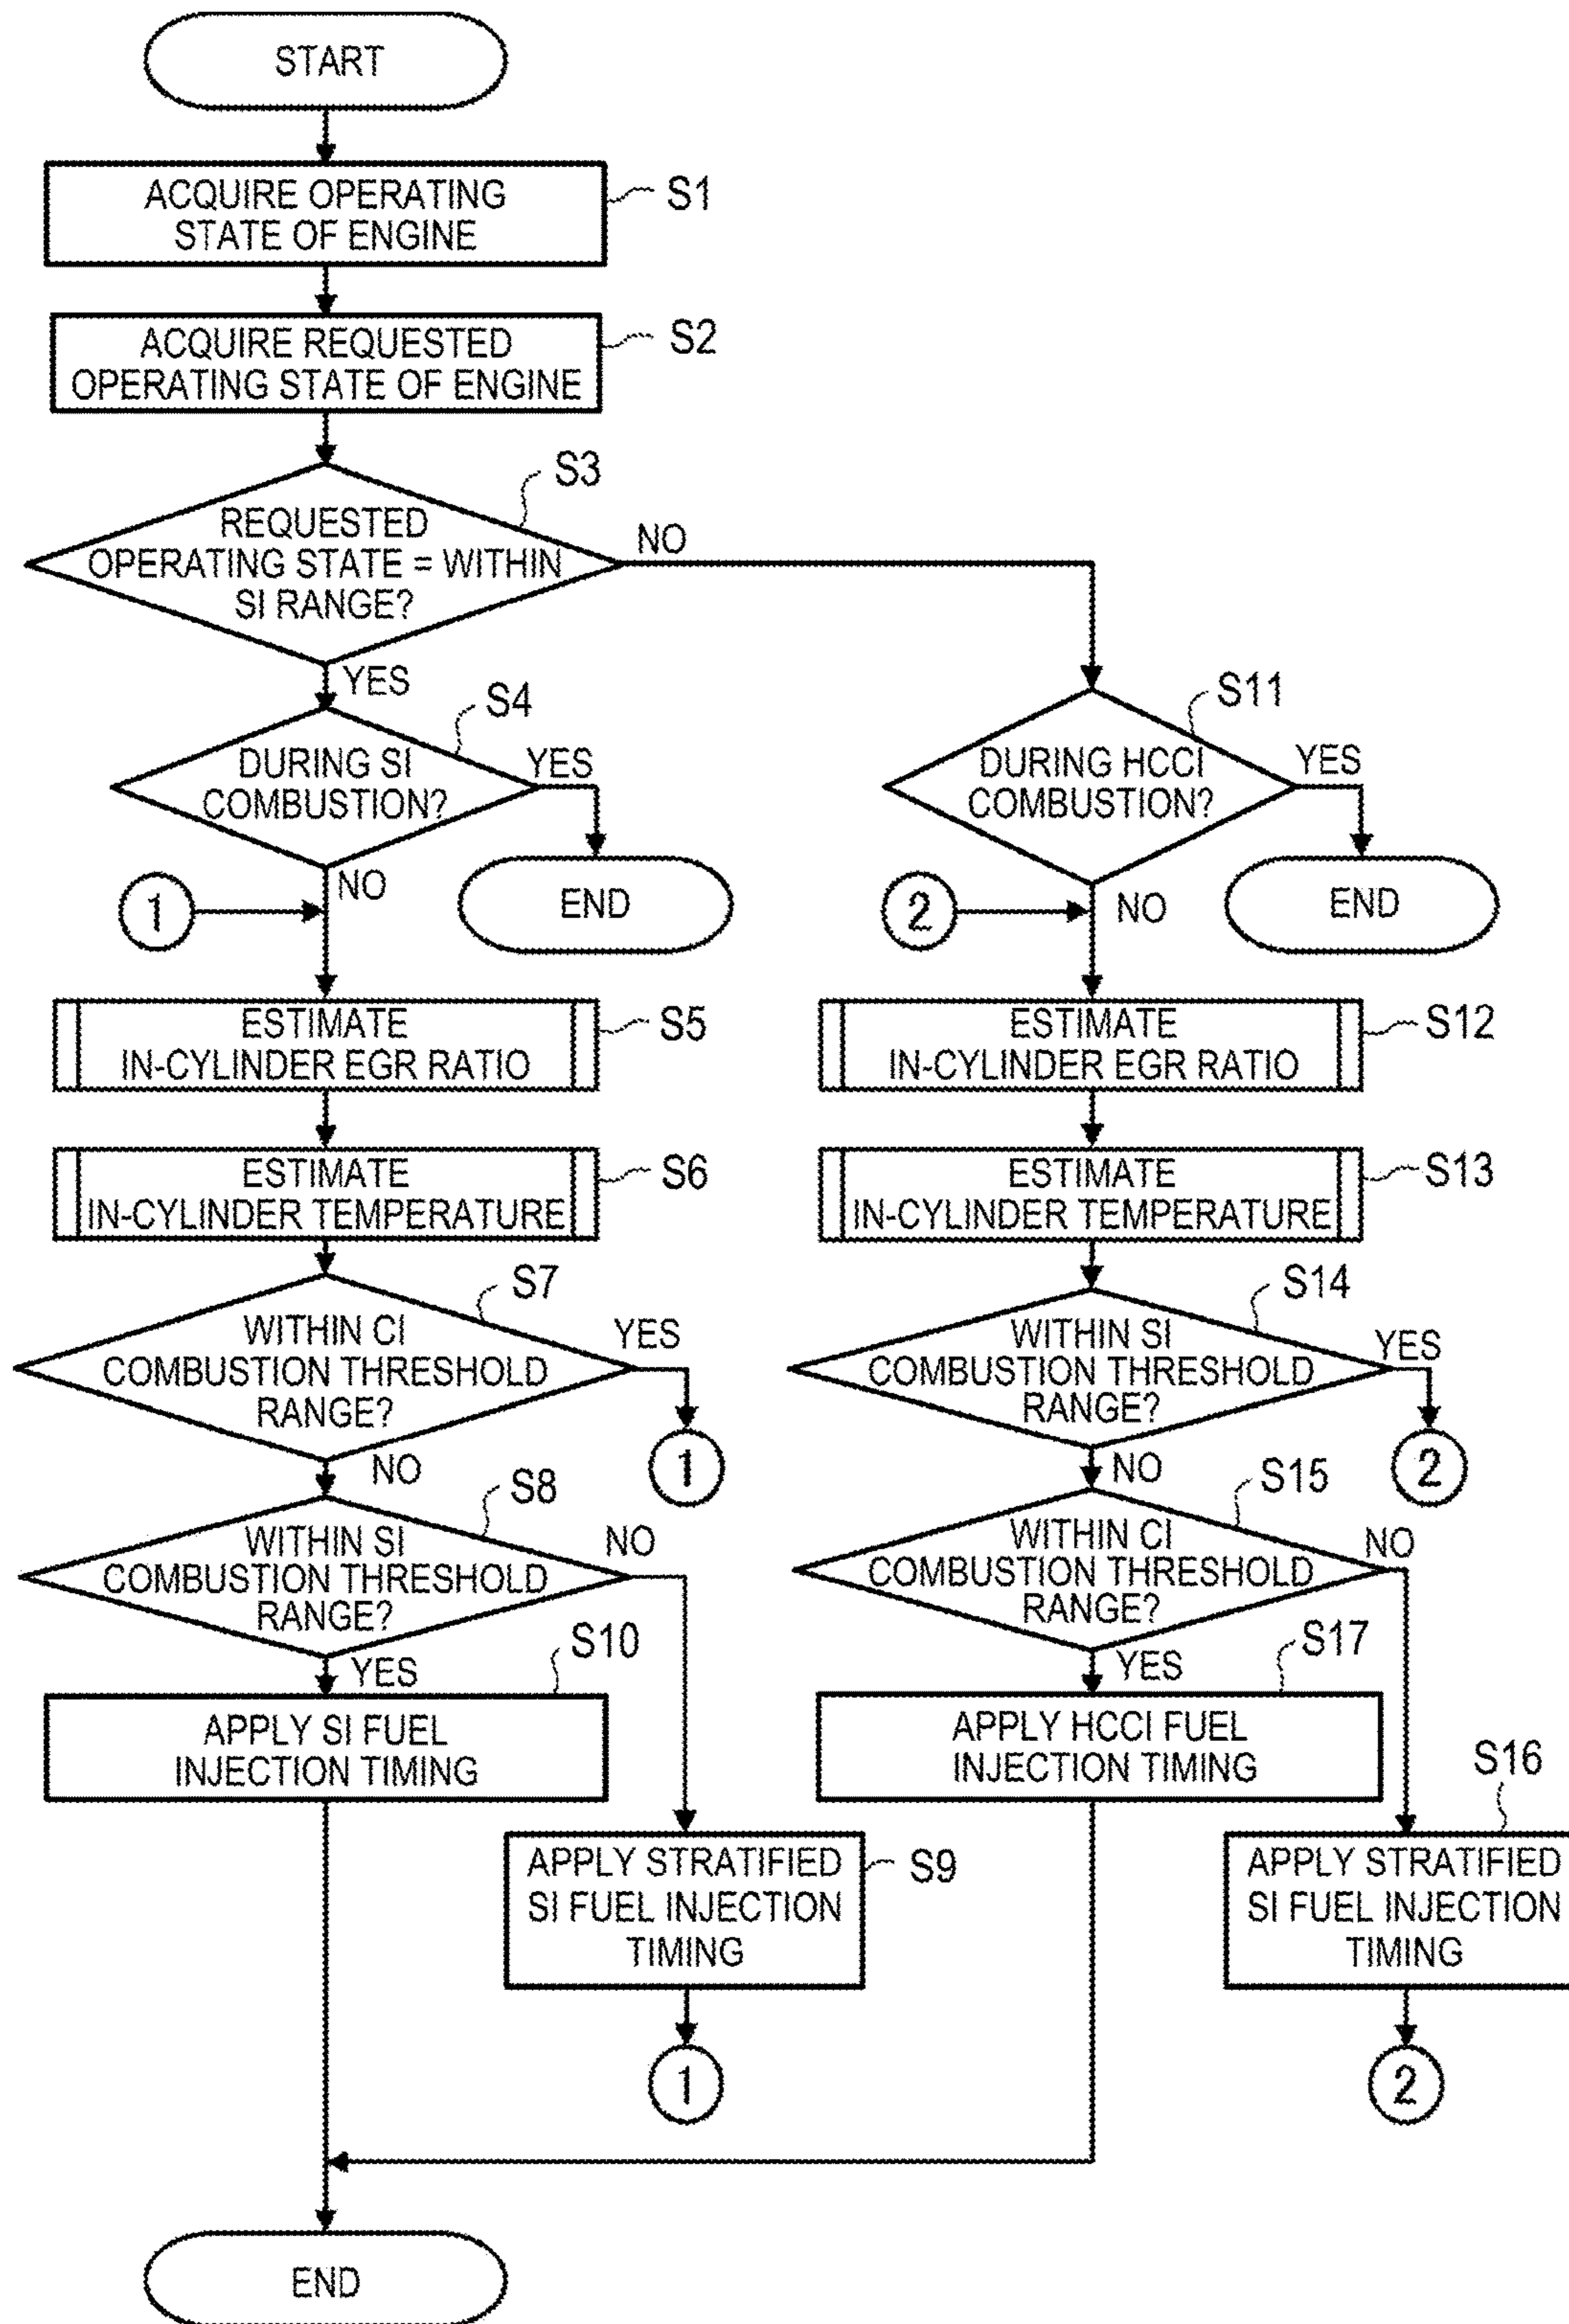 START
ACQUIRE OPERATING
STATE OF ENGINE
S1
ACQUIRE REQUESTED
OPERATING STATE OF ENGINE
S2
S3
REQUESTED
OPERATING STATE = WITHIN
SI RANGE?
NO
YES
S4
DURING SI
COMBUSTION?
YES
NO
1
END
S11
DURING HCCI
COMBUSTION?
YES
NO
2
END
ESTIMATE
IN-CYLINDER EGR RATIO
S5
ESTIMATE
IN-CYLINDER EGR RATIO
S12
ESTIMATE
IN-CYLINDER TEMPERATURE
S6
ESTIMATE
IN-CYLINDER TEMPERATURE
S13
S7
WITHIN CI
COMBUSTION THRESHOLD
RANGE?
YES
1
NO
S14
WITHIN SI
COMBUSTION THRESHOLD
RANGE?
YES
2
NO
S8
WITHIN SI
COMBUSTION THRESHOLD
RANGE?
NO
YES
S15
WITHIN CI
COMBUSTION THRESHOLD
RANGE?
NO
YES
S10
APPLY SI FUEL
INJECTION TIMING
S17
APPLY HCCI FUEL
INJECTION TIMING
APPLY STRATIFIED
SI FUEL INJECTION
TIMING
S9
1
S16
APPLY STRATIFIED
SI FUEL INJECTION
TIMING
2
END